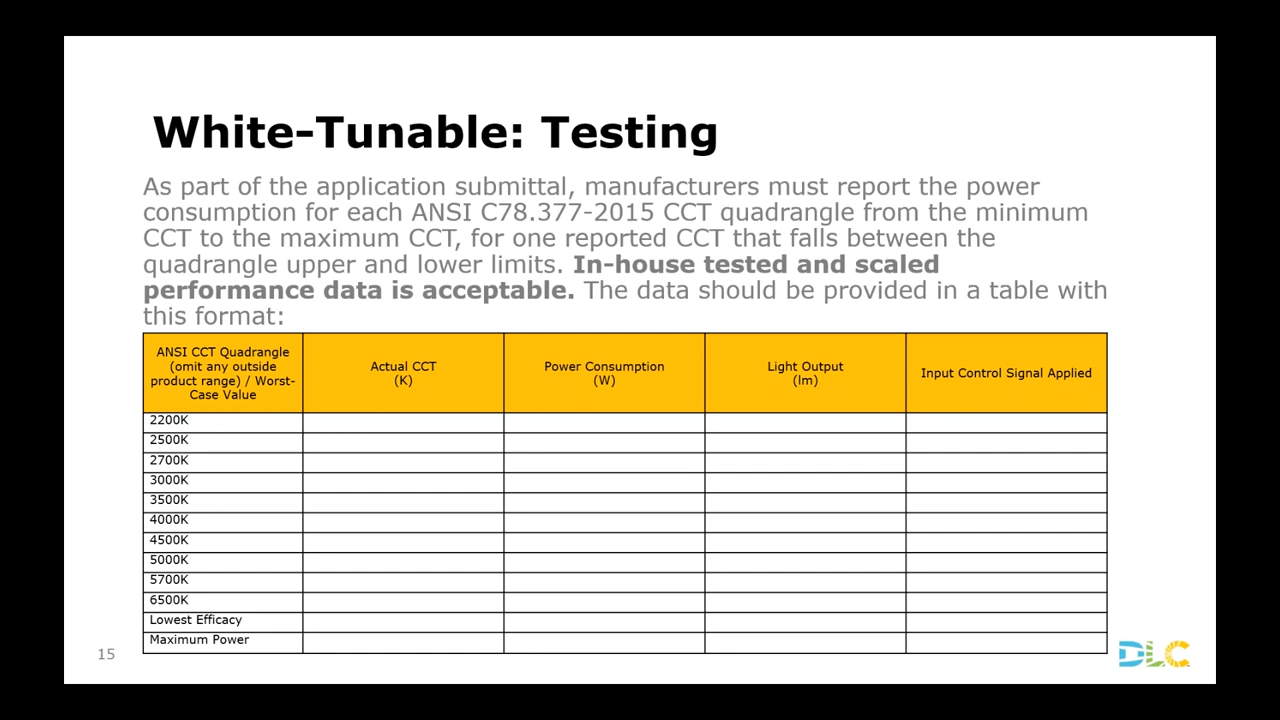 White-Tunable: Testing
As part of the application submittal, manufacturers must report the power
consumption for each ANSI C78.377-2015 CCT quadrangle from the minimum
CCT to the maximum CCT, for one reported CCT that falls between the
quadrangle upper and lower limits. In-house tested and scaled
performance data is acceptable. The data should be provided in a table with
this format:
ANSI CCT Quadrangle
(omit any outside
product range) / Worst-
Case Value
Actual CCT
(K)
Power Consumption
(W)
Light Output
(lm)
Input Control Signal Applied
2200K
2500K
2700K
3000K
3500K
4000K
4500K
5000K
5700K
6500K
Lowest Efficacy
Maximum Power
15
DLC